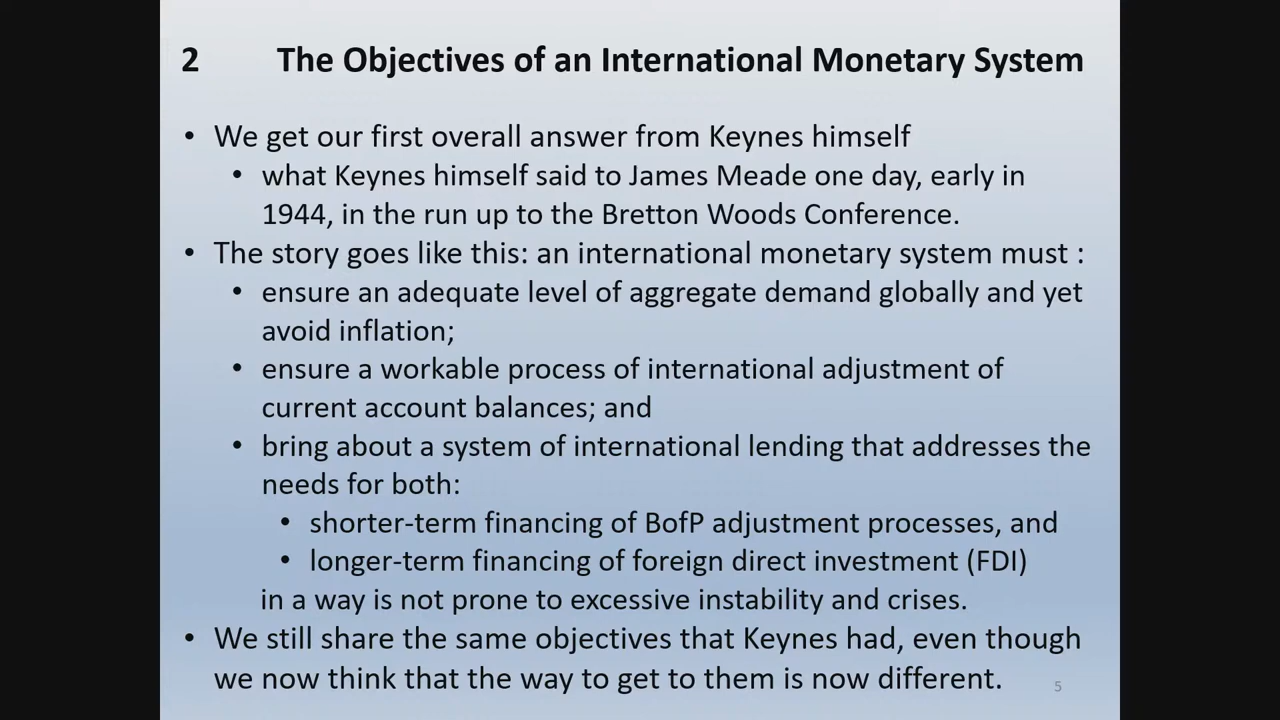 2 The Objectives of an International Monetary System
• We get our first overall answer from Keynes himself
• what Keynes himself said to James Meade one day, early in
1944, in the run up to the Bretton Woods Conference.
• The story goes like this: an international monetary system must :
• ensure an adequate level of aggregate demand globally and yet
avoid inflation;
• ensure a workable process of international adjustment of
current account balances; and
• bring about a system of international lending that addresses the
needs for both:
• shorter-term financing of BofP adjustment processes, and
• longer-term financing of foreign direct investment (FDI)
in a way is not prone to excessive instability and crises.
• We still share the same objectives that Keynes had, even though
we now think that the way to get to them is now different.
5